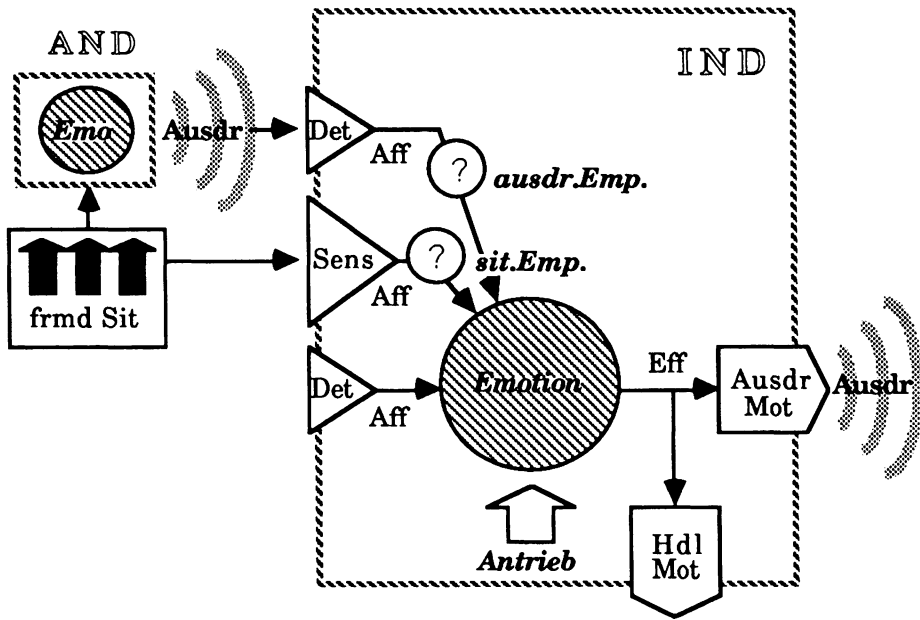 AND
IND
Emo
Ausdr
Det
Aff
?
ausdr.Emp.
frmd Sit
Sens
Aff
?
sit.Emp.
Det
Aff
Emotion
Eff
Ausdr
Mot
Ausdr
Antrieb
Hdl
Mot